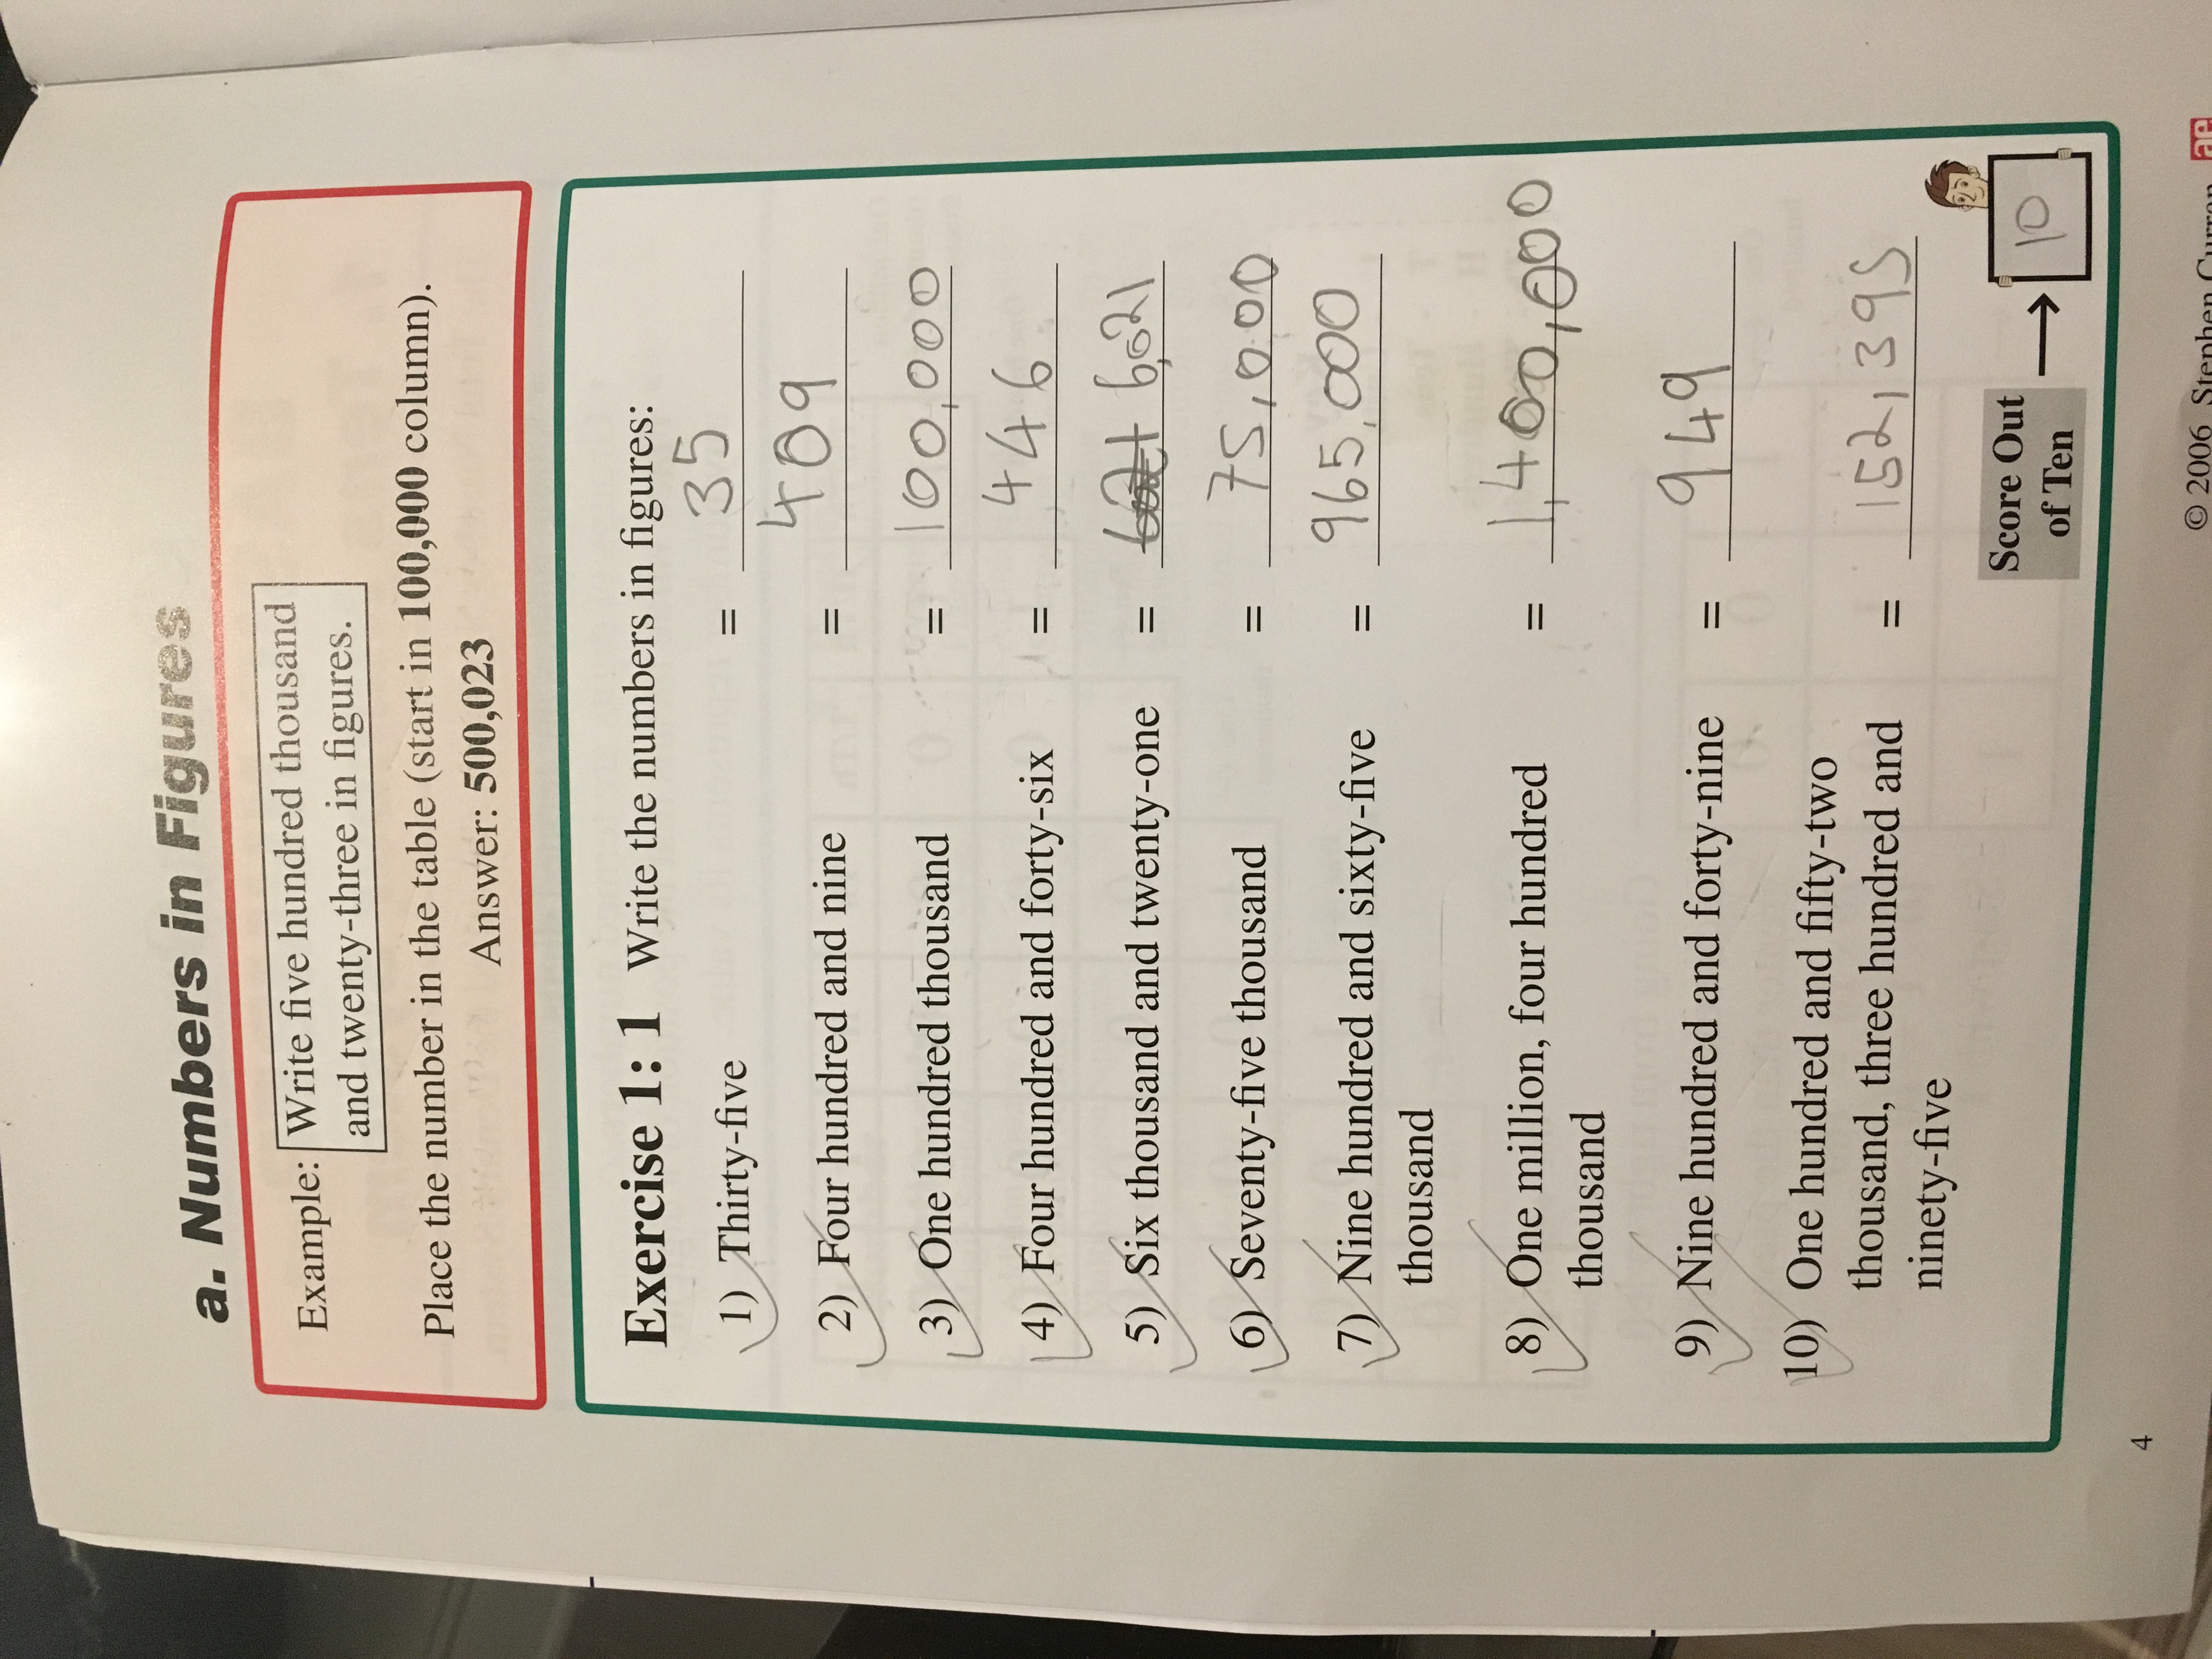 a. Numbers in Figures
Example: Write five hundred thousand
and twenty-three in figures.
Place the number in the table (start in 100,000 column).
Answer: 500,023
Exercise 1: 1 Write the numbers in figures:
1) Thirty-five = 35
2) Four hundred and nine = 409
3) One hundred thousand = 100,000
4) Four hundred and forty-six = 446
5) Six thousand and twenty-one = 6,021
6) Seventy-five thousand = 75,000
7) Nine hundred and sixty-five = 965,000
thousand
8) One million, four hundred = 1,400,000
thousand
9) Nine hundred and forty-nine = 949
10) One hundred and fifty-two
thousand, three hundred and = 152,395
ninety-five
Score Out
of Ten
10
4
© 2006 Stephen Curran ae